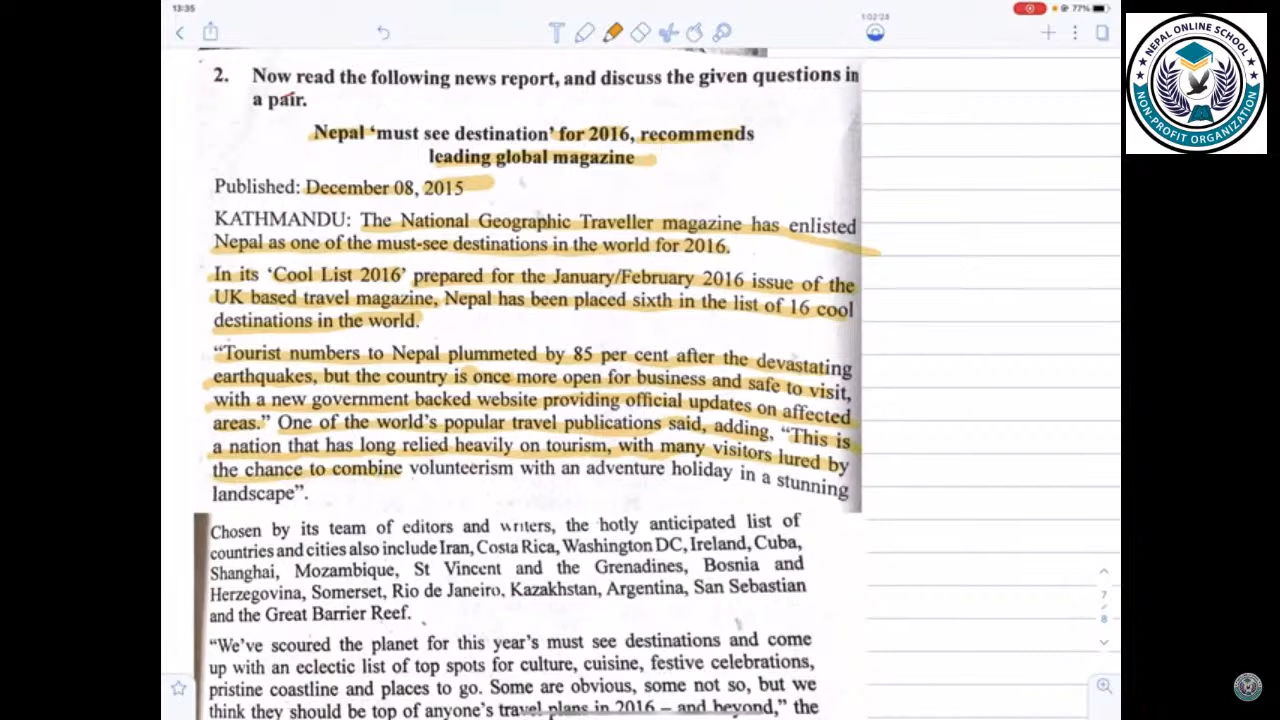 13:35
77%
1:02:24
NEPAL ONLINE SCHOOL
NON-PROFIT ORGANIZATION
2. Now read the following news report, and discuss the given questions in
a pair.
Nepal ‘must see destination’ for 2016, recommends
leading global magazine
Published: December 08, 2015
KATHMANDU: The National Geographic Traveller magazine has enlisted
Nepal as one of the must-see destinations in the world for 2016.
In its ‘Cool List 2016’ prepared for the January/February 2016 issue of the
UK based travel magazine, Nepal has been placed sixth in the list of 16 cool
destinations in the world.
“Tourist numbers to Nepal plummeted by 85 per cent after the devastating
earthquakes, but the country is once more open for business and safe to visit,
with a new government backed website providing official updates on affected
areas.” One of the world’s popular travel publications said, adding, “This is
a nation that has long relied heavily on tourism, with many visitors lured by
the chance to combine volunteerism with an adventure holiday in a stunning
landscape”.
Chosen by its team of editors and writers, the hotly anticipated list of
countries and cities also include Iran, Costa Rica, Washington DC, Ireland, Cuba,
Shanghai, Mozambique, St Vincent and the Grenadines, Bosnia and
Herzegovina, Somerset, Rio de Janeiro, Kazakhstan, Argentina, San Sebastian
and the Great Barrier Reef.
“We’ve scoured the planet for this year’s must see destinations and come
up with an eclectic list of top spots for culture, cuisine, festive celebrations,
pristine coastline and places to go. Some are obvious, some not so, but we
think they should be top of anyone’s travel plans in 2016 – and beyond,” the
7
/
8